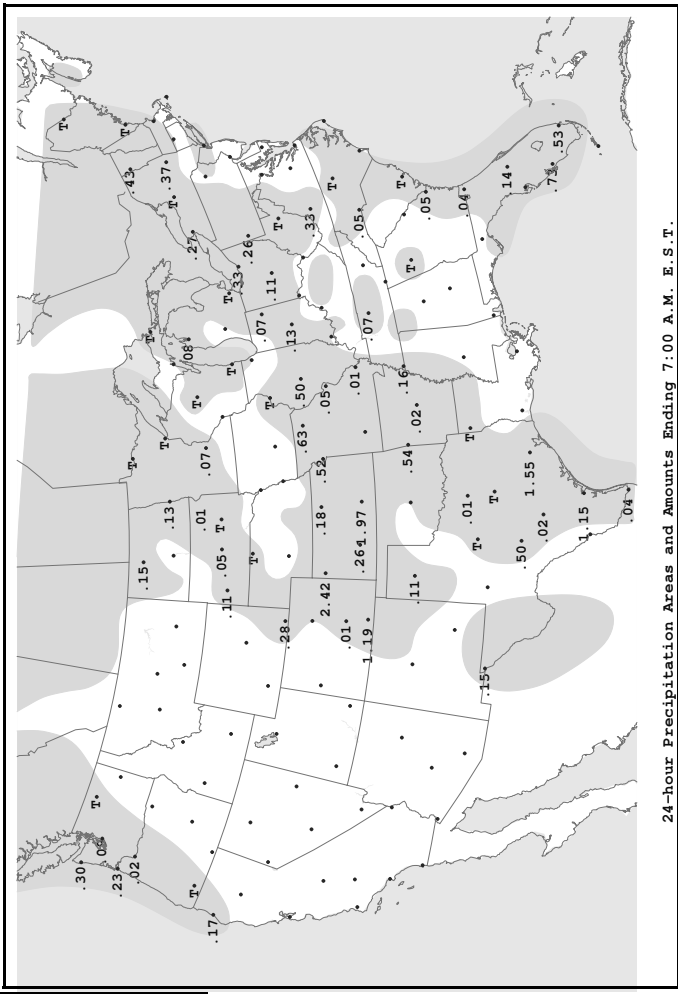 T
.30
T
.23
T
.43
T
.02
.15
T
T
.37
.13
T
.08
.27
T
T
.01
.07
.17
T
.05
.11
T
T
.33
.26
T
.07
T
.11
T
.28
.13
.50
.63
.33
.18
.52
2.42
.05
T
.01
.01
.05
.26
1.97
1.19
.07
T
.16
.54
T
.11
.02
.05
.04
.01
T
T
.15
T
.14
.50
1.55
.02
.53
1.15
.04
24-hour Precipitation Areas and Amounts Ending 7:00 A.M. E.S.T.